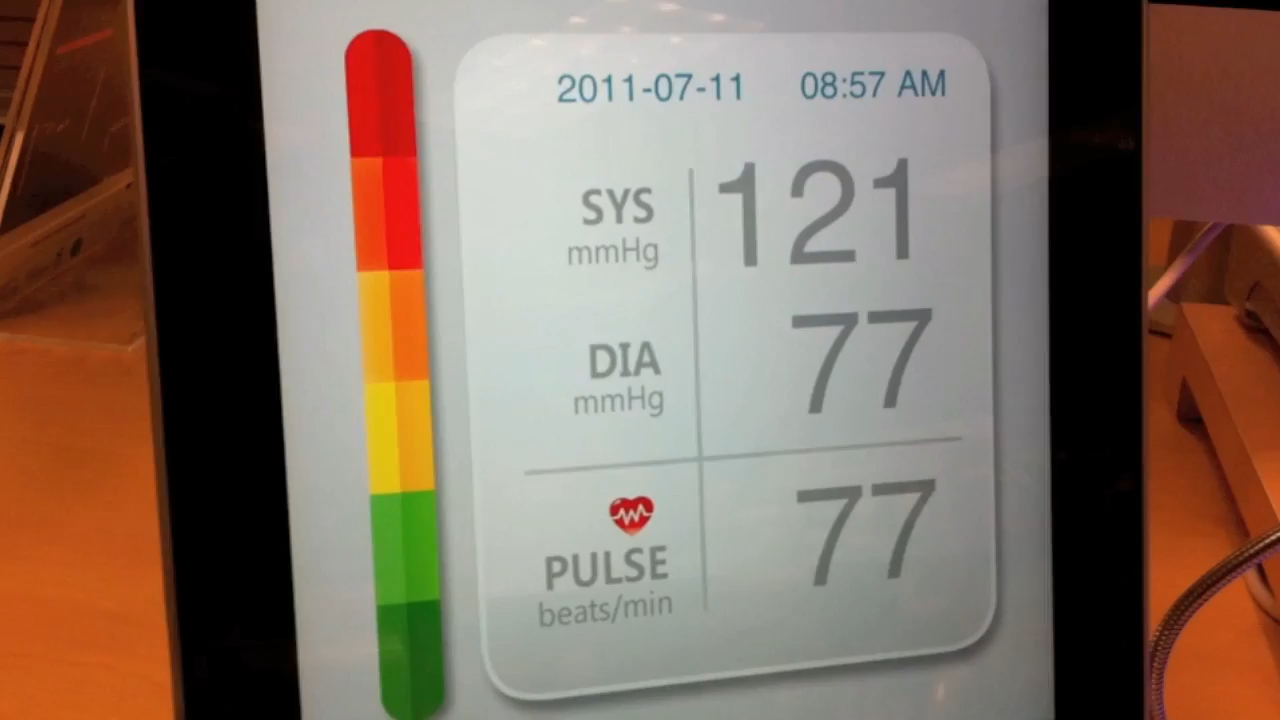 2011-07-11 08:57 AM
SYS 121
mmHg
DIA 77
mmHg
PULSE 77
beats/min